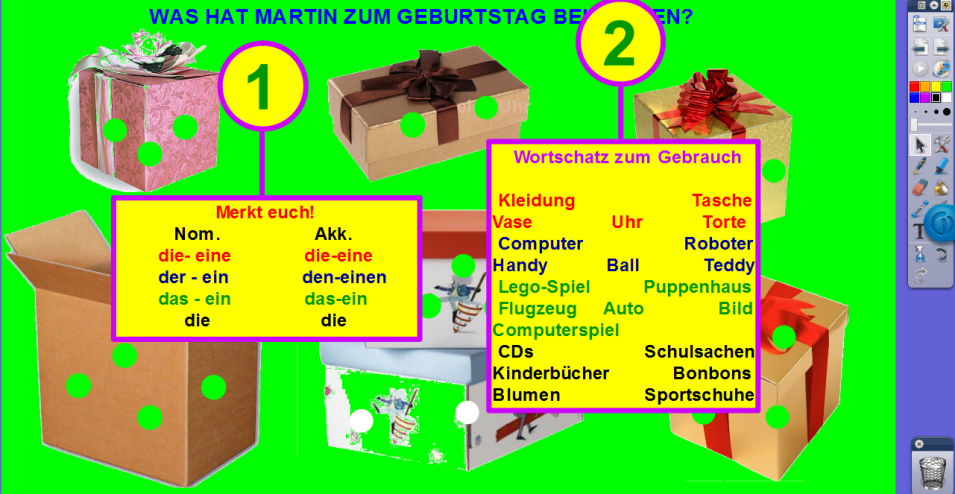 WAS HAT MARTIN ZUM GEBURTSTAG EN?
1
2
Merkt euch!
Nom. Akk.
die- eine die-eine
der - ein den-einen
das - ein das-ein
die die
Wortschatz zum Gebrauch
Kleidung Tasche
Vase Uhr Torte
Computer Roboter
Handy Ball Teddy
Lego-Spiel Puppenhaus
Flugzeug Auto Bild
Computerspiel
CDs Schulsachen
Kinderbücher Bonbons
Blumen Sportschuhe